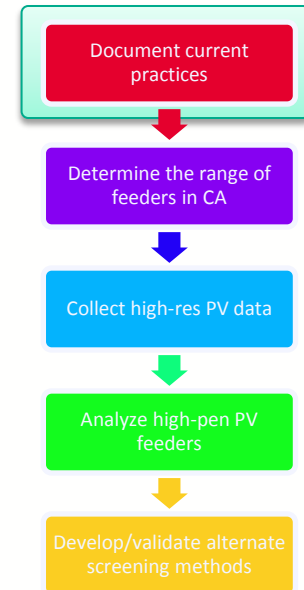 Document current
practices
Determine the range of
feeders in CA
Collect high-res PV data
Analyze high-pen PV
feeders
Develop/validate alternate
screening methods